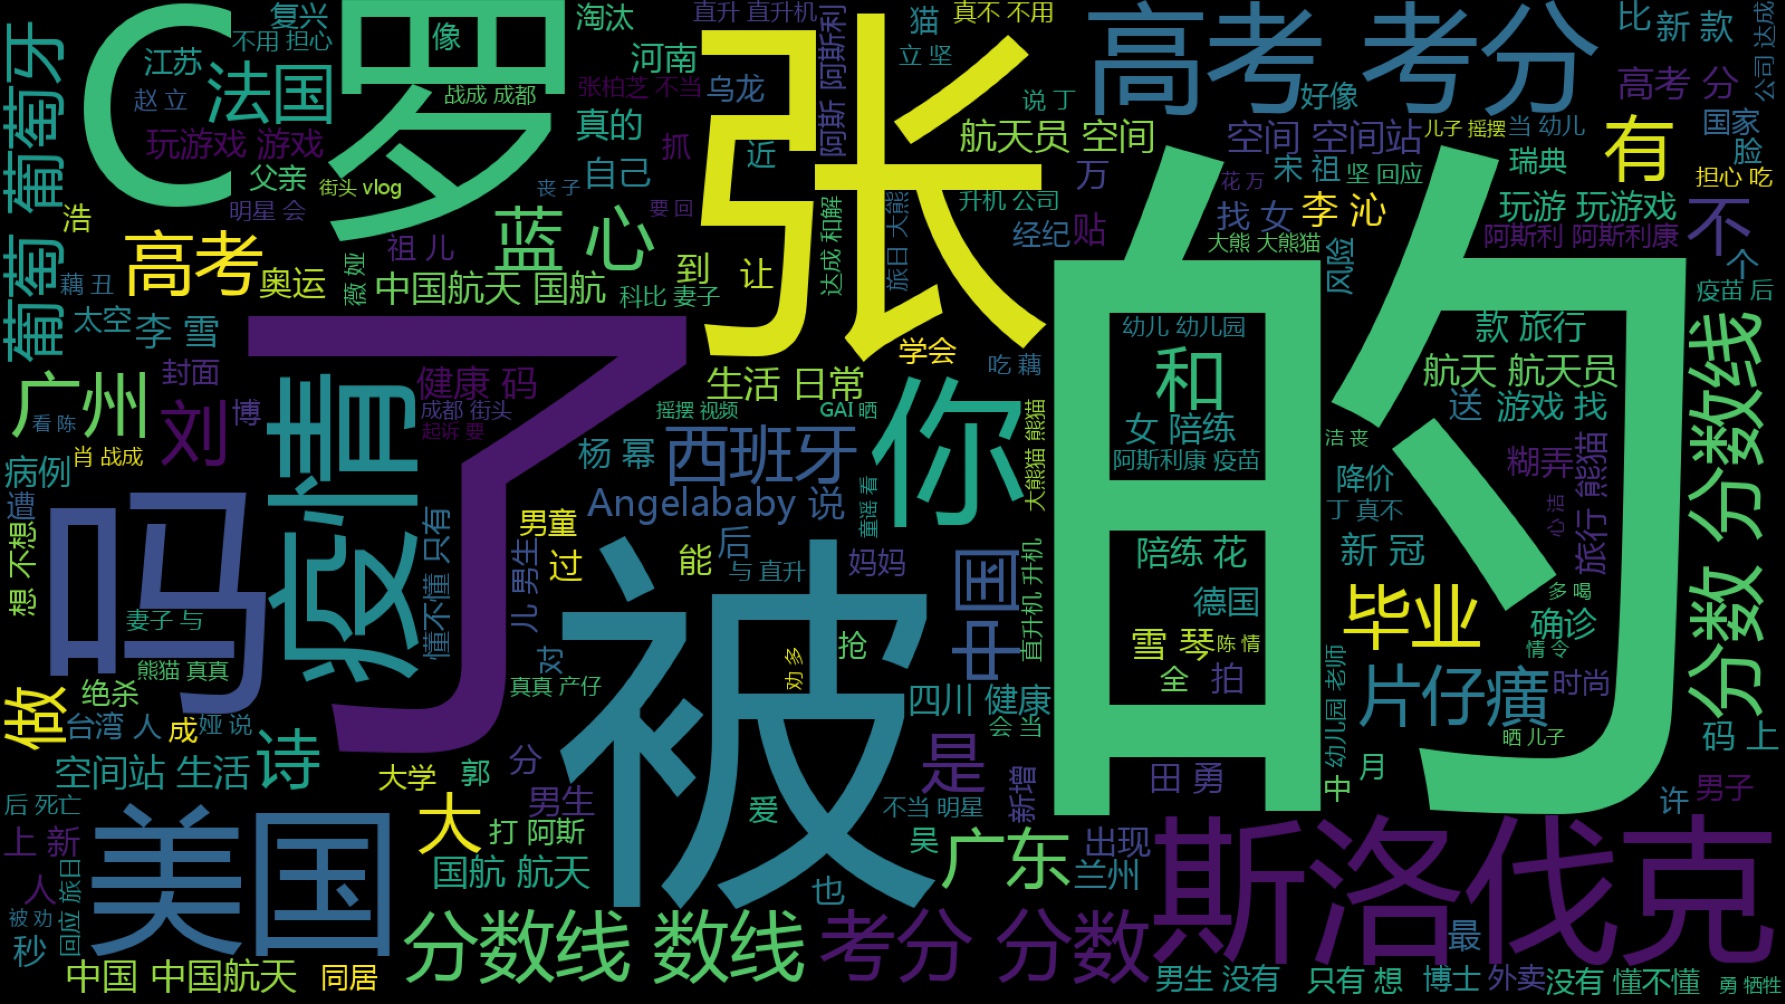 复兴
淘汰
直升 直升机
猫
真不 不用
高考 考分
比 新 款
公司 达成
C罗
像
不用 担心
江苏
法国
河南
张
立 坚
葡萄 葡萄牙
赵 立
战成 成都
张柏芝 不当
乌龙
阿斯 阿斯利
说 丁
好像
高考 分
玩游戏 游戏
真的
抓
近
航天员 空间
空间 空间站
儿子 摇摆
当 幼儿
有
国家
脸
父亲
街头 vlog
丧 子
自己
宋 祖
坚 回应
瑞典
担心 吃
浩
明星 会
要 回
旅日 大熊
升机 公司
万
花 万
找 女
李 沁
玩游 玩游戏
不
高考
祖 儿
蓝 心
达成 和解
经纪
贴
大熊 大熊猫
阿斯利 阿斯利康
个
藕 丑
奥运
薇 娅
中国航天 国航
到
让
科比 妻子
的
风险
疫苗 后
太空
李 雪
了
幼儿 幼儿园
款 旅行
学会
吃 藕
封面
健康 码
生活 日常
和
航天 航天员
分数 分数线
广州
看 陈
刘
博
疫情
成都 街头
起诉 要
摇摆 视频
GAI 晒
你
大熊猫 熊猫
女 陪练
送
游戏 找
肖 战成
杨 幂
西班牙
阿斯利康 疫苗
洁 丧
糊弄
旅行 熊猫
病例
遭
吗
Angelababy 说
童谣 看
降价
丁 真不
心 洁
想 不想
懂不懂 只有
男童
儿 男生
过
被
能
后
与 直升
妈妈
中国
直升机 升机
陪练 花
新 冠
多 喝
德国
毕业
妻子 与
对
劝 多
抢
雪 琴
陈 情
确诊
情 令
熊猫 真真
真真 产仔
全
拍
幼儿园 老师
做
绝杀
四川 健康
片仔癀
时尚
台湾 人
成
娅 说
会 当
晒 儿子
码 上
空间站 生活
诗
大学
郭
分
是
新增
田 勇
中
月
后 死亡
美国
大
男生
爱
不当 明星
许
男子
上 新
打 阿斯
吴
广东
出现
斯洛伐克
人
回应 旅日
国航 航天
也
兰州
被 劝
秒
分数线 数线
考分 分数
最
中国 中国航天
同居
男生 没有
只有 想
博士
外卖
没有 懂不懂
勇 牺牲